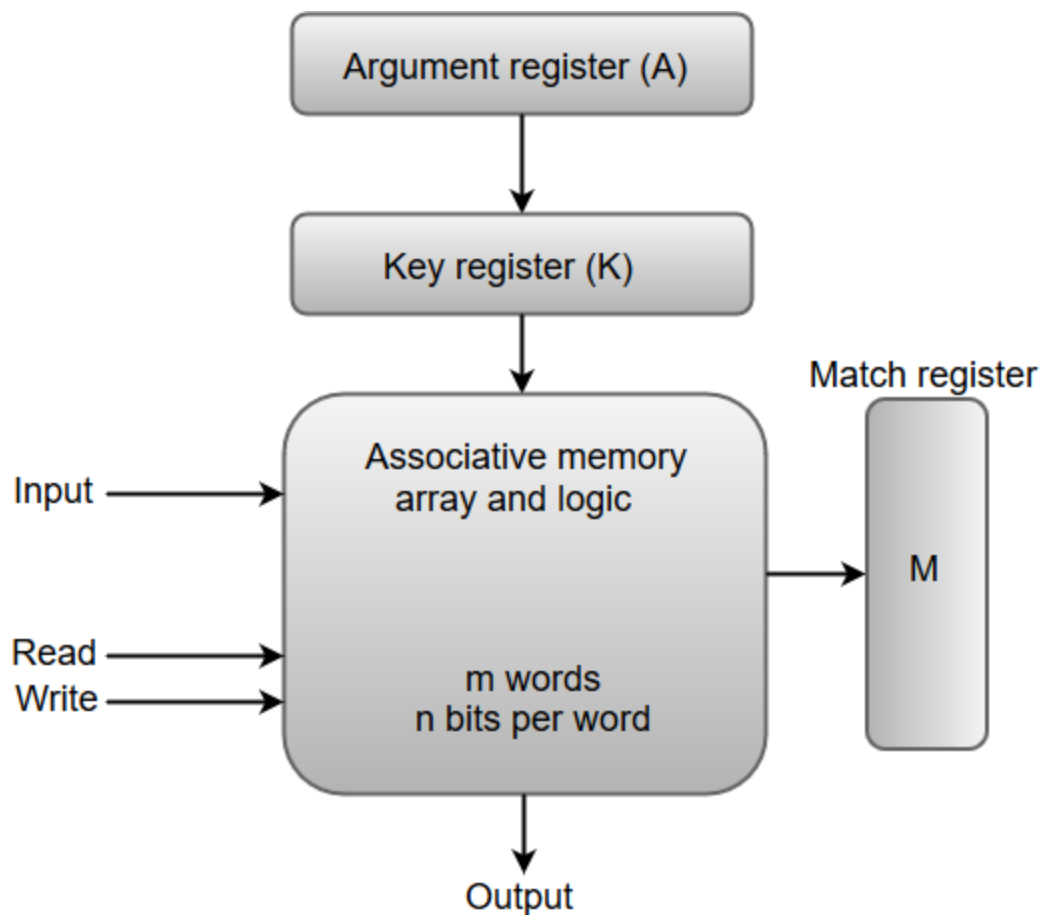 Argument register (A)
Key register (K)
Match register
Associative memory
array and logic
Input
M
Read
Write
m words
n bits per word
Output